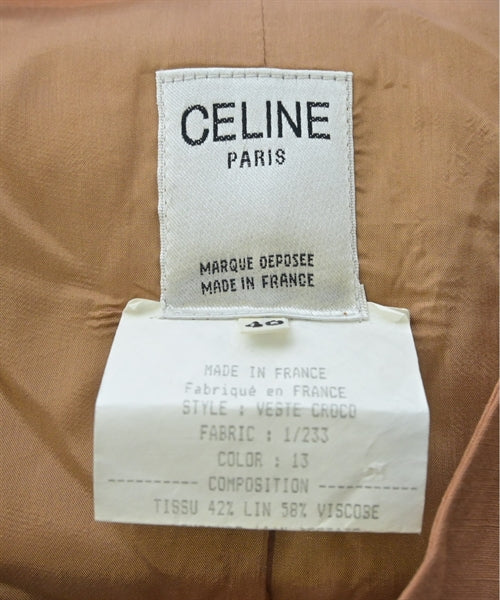 CELINE
PARIS
MARQUE DEPOSEE
MADE IN FRANCE
40
MADE IN FRANCE
Fabriqué en FRANCE
STYLE : VESTE CROCO
FABRIC : 1/233
COLOR : 13
COMPOSITION
TISSU 42% LIN 58% VISCOSE